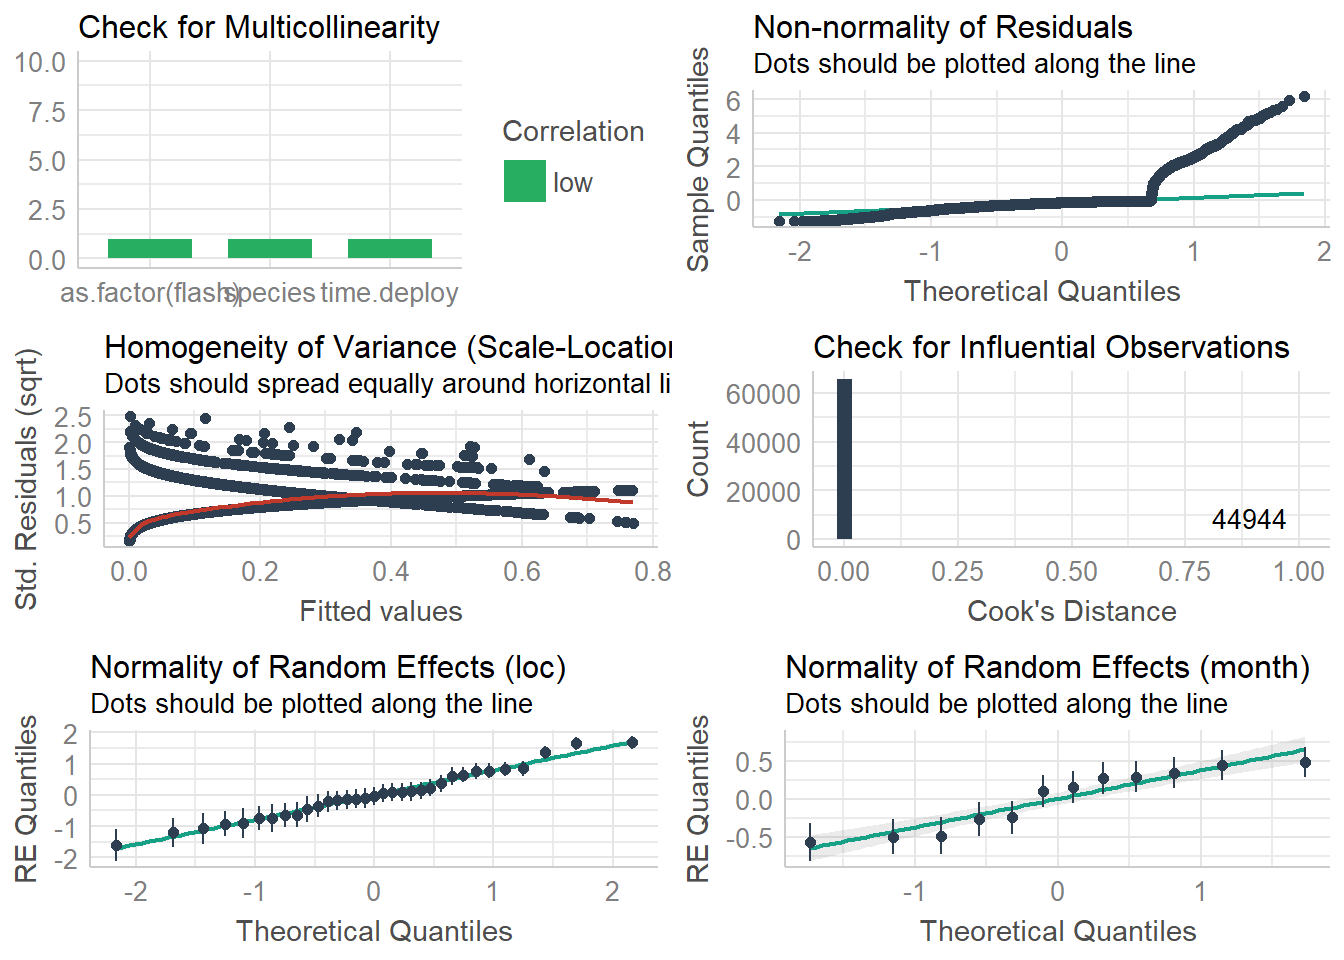 Check for Multicollinearity
10.0
7.5
5.0
2.5
0.0
as.factor(flash)
species
time.deploy
Correlation
low
Non-normality of Residuals
Dots should be plotted along the line
Sample Quantiles
6
4
2
0
-2
-1
0
1
2
Theoretical Quantiles
Homogeneity of Variance (Scale-Location
Dots should spread equally around horizontal li
Std. Residuals (sqrt)
2.5
2.0
1.5
1.0
0.5
0.0
0.2
0.4
0.6
0.8
Fitted values
Check for Influential Observations
Count
60000
40000
20000
0
44944
0.00
0.25
0.50
0.75
1.00
Cook's Distance
Normality of Random Effects (loc)
Dots should be plotted along the line
RE Quantiles
2
1
0
-1
-2
-2
-1
0
1
2
Theoretical Quantiles
Normality of Random Effects (month)
Dots should be plotted along the line
RE Quantiles
0.5
0.0
-0.5
-1
0
1
Theoretical Quantiles